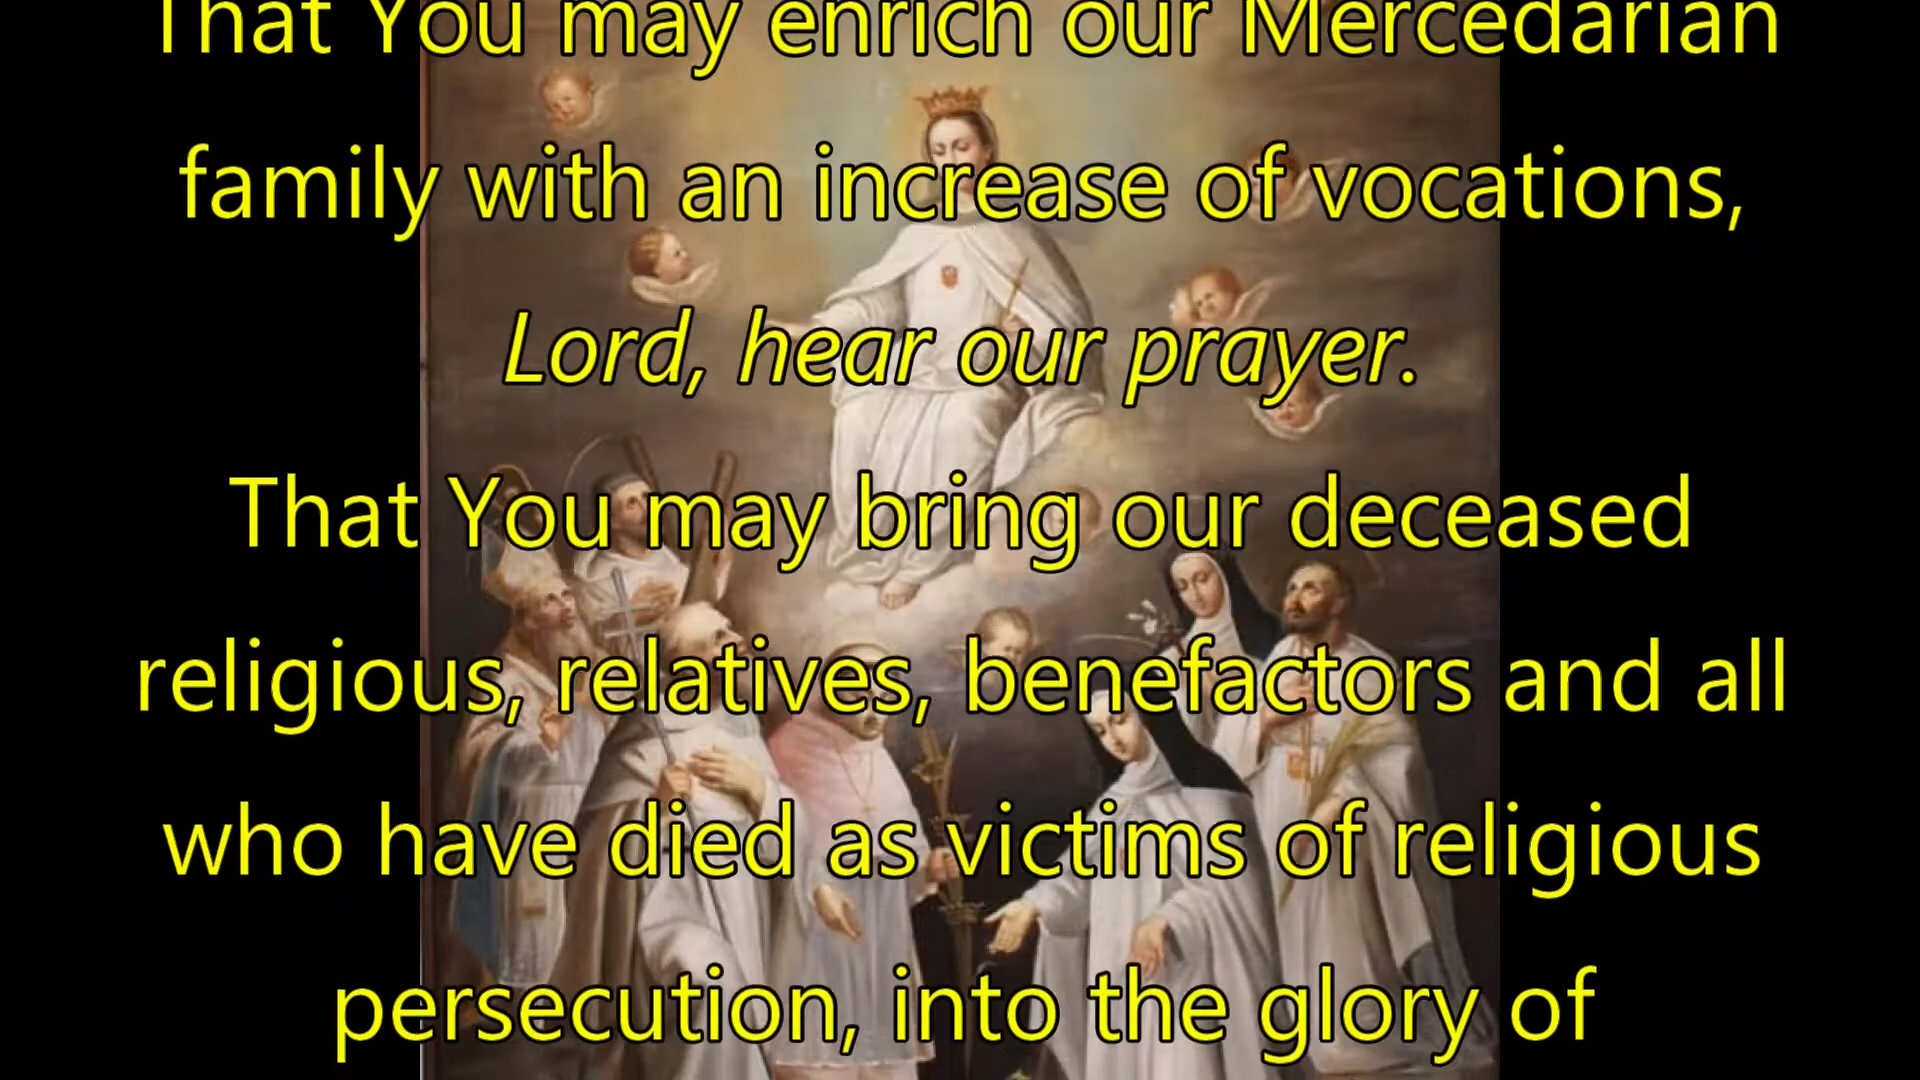 That You may enrich our Mercedarian
family with an increase of vocations,
Lord, hear our prayer.
That You may bring our deceased
religious, relatives, benefactors and all
who have died as victims of religious
persecution, into the glory of